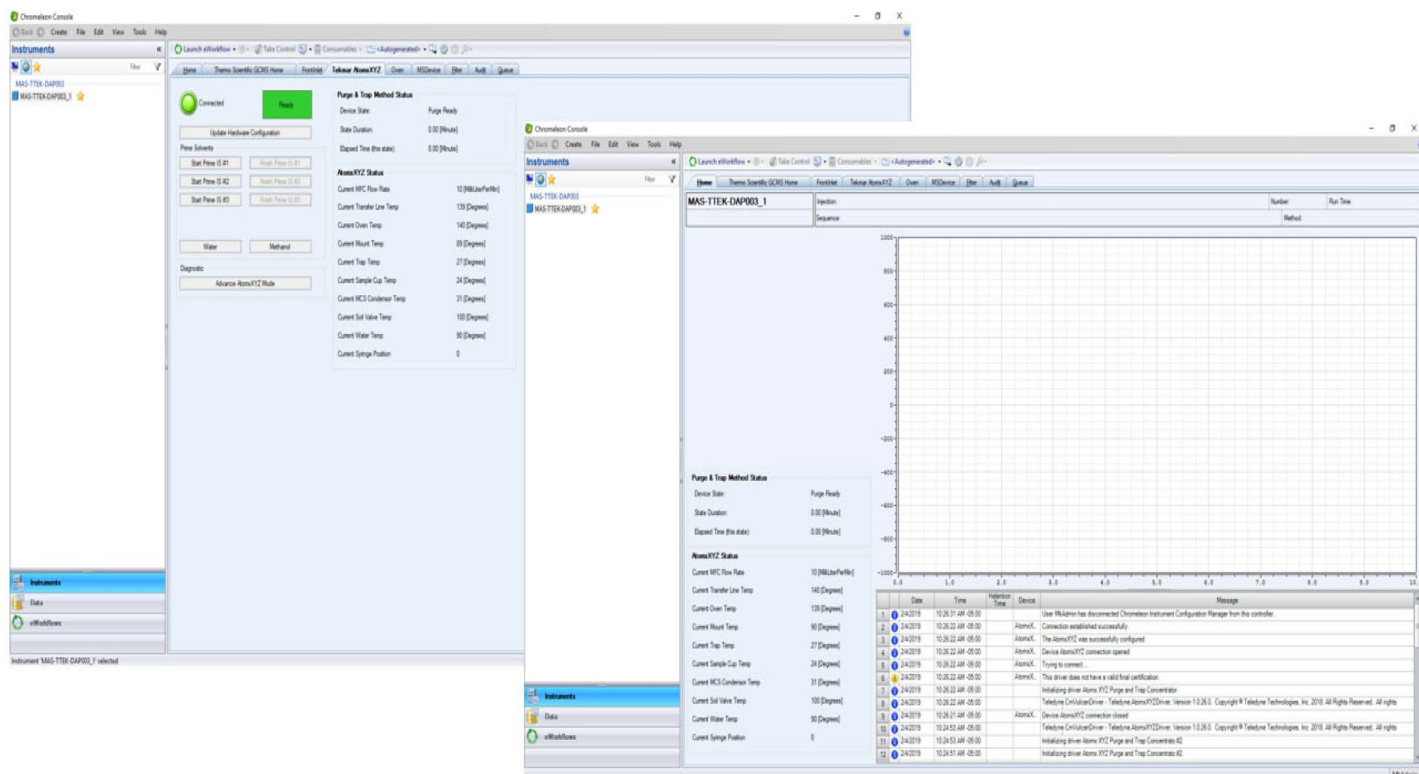 Chromeleon Console
Back Create File Edit View Tools Help
Instruments
Filter
MAS-TTEK-DAP003
MAS-TTEK-DAP003_1
Launch eWorkflow Take Control Consumables <Autogenerated>
Home Thermo Scientific GCMS Home FrontInlet Tekmar AtomxXYZ Oven MSDevice Filter Audit Queue
Connected Ready
Update Hardware Configuration
Prime Solvents
Start Prime IS #1 Finish Prime IS #1
Start Prime IS #2 Finish Prime IS #2
Start Prime IS #3 Finish Prime IS #3
Water Methanol
Diagnostic
Advance AtomxXYZ Mode
Purge & Trap Method Status
Device State: Purge Ready
State Duration: 0.00 [Minute]
Elapsed Time (this state): 0.00 [Minute]
AtomxXYZ Status
Current MFC Flow Rate 10 [MilliLiterPerMin]
Current Transfer Line Temp 139 [Degrees]
Current Oven Temp 140 [Degrees]
Current Mount Temp 89 [Degrees]
Current Trap Temp 27 [Degrees]
Current Sample Cup Temp 24 [Degrees]
Current MCS Condensor Temp 31 [Degrees]
Current Soil Valve Temp 100 [Degrees]
Current Water Temp 90 [Degrees]
Current Syringe Position 0
Instruments
Data
eWorkflows
Instrument 'MAS-TTEK-DAP003_1' selected
Chromeleon Console
Back Create File Edit View Tools Help
Instruments
Filter
MAS-TTEK-DAP003
MAS-TTEK-DAP003_1
Launch eWorkflow Take Control Consumables <Autogenerated>
Home Thermo Scientific GCMS Home FrontInlet Tekmar AtomxXYZ Oven MSDevice Filter Audit Queue
MAS-TTEK-DAP003_1 Injection: Number: Run Time:
Sequence: Method:
1000
800
600
400
200
0
-200
-400
-600
-800
-1000
0.0 1.0 2.0 3.0 4.0 5.0 6.0 7.0 8.0 9.0 10.
Purge & Trap Method Status
Device State: Purge Ready
State Duration: 0.00 [Minute]
Elapsed Time (this state): 0.00 [Minute]
AtomxXYZ Status
Current MFC Flow Rate 10 [MilliLiterPerMin]
Current Transfer Line Temp 140 [Degrees]
Current Oven Temp 139 [Degrees]
Current Mount Temp 90 [Degrees]
Current Trap Temp 27 [Degrees]
Current Sample Cup Temp 24 [Degrees]
Current MCS Condensor Temp 31 [Degrees]
Current Soil Valve Temp 100 [Degrees]
Current Water Temp 90 [Degrees]
Current Syringe Position 0
Date Time Retention Time Device Message
1 2/4/2019 10:26:31 AM -05:00 User MfxAdmin has disconnected Chromeleon Instrument Configuration Manager from this controller.
2 2/4/2019 10:26:22 AM -05:00 AtomxX.. Connection established successfully.
3 2/4/2019 10:26:22 AM -05:00 AtomxX.. The AtomxXYZ was successfully configured
4 2/4/2019 10:26:22 AM -05:00 AtomxX.. Device AtomxXYZ connection opened
5 2/4/2019 10:26:22 AM -05:00 AtomxX.. Trying to connect ...
6 2/4/2019 10:26:22 AM -05:00 AtomxX.. This driver does not have a valid final certification.
7 2/4/2019 10:26:22 AM -05:00 Initializing driver Atomx XYZ Purge and Trap Concentrator
8 2/4/2019 10:26:22 AM -05:00 Teledyne CmVulcanDriver - Teledyne AtomxXYZDriver, Version 1.0.26.0. Copyright © Teledyne Technologies, Inc. 2018. All Rights Reserved.. All rights
9 2/4/2019 10:26:21 AM -05:00 AtomxX.. Device AtomxXYZ connection closed
10 2/4/2019 10:24:53 AM -05:00 Teledyne CmVulcanDriver - Teledyne AtomxXYZDriver, Version 1.0.26.0. Copyright © Teledyne Technologies, Inc. 2018. All Rights Reserved.. All rights
11 2/4/2019 10:24:53 AM -05:00 Initializing driver Atomx XYZ Purge and Trap Concentrato #2
12 2/4/2019 10:24:51 AM -05:00 Initializing driver Atomx XYZ Purge and Trap Concentrato #2
Instruments
Data
eWorkflows